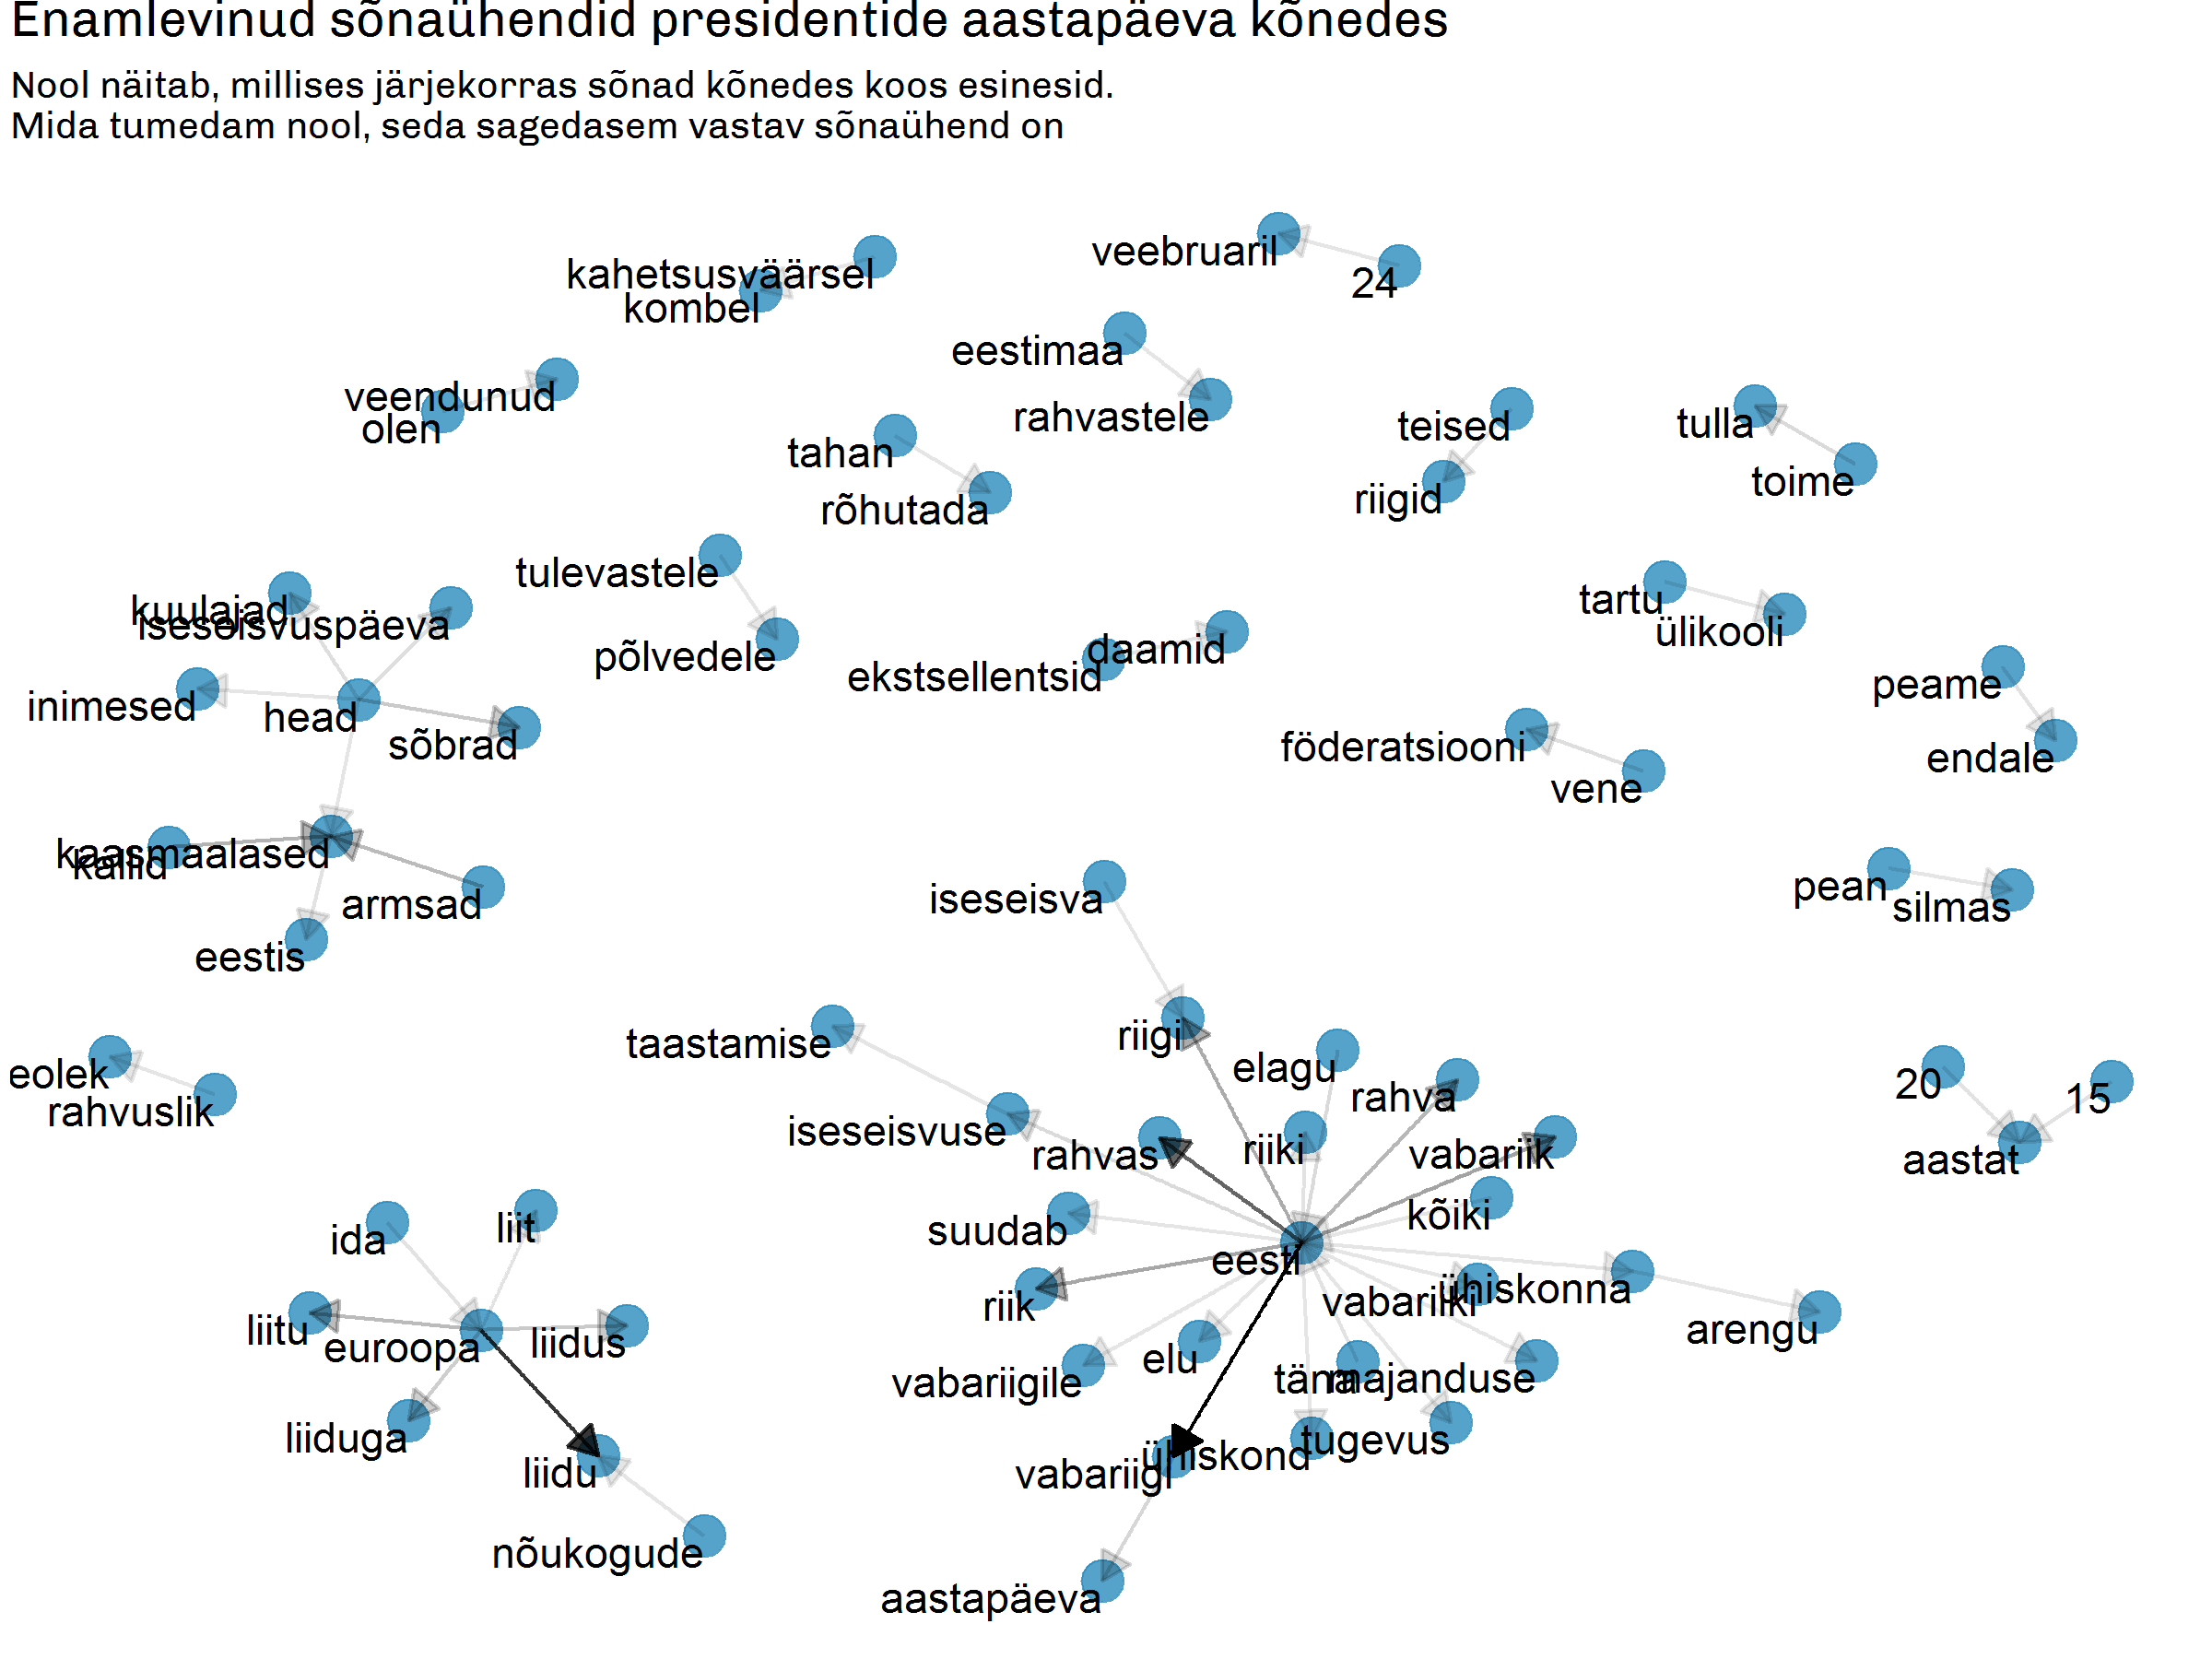 Enamlevinud sõnaühendid presidentide aastapäeva kõnedes
Nool näitab, millises järjekorras sõnad kõnedes koos esinesid.
Mida tumedam nool, seda sagedasem vastav sõnaühend on
veebruaril
24
kahetsusväärsel
kombel
eestimaa
rahvastele
veendunud
olen
tahan
rõhutada
teised
riigid
tulla
toime
tulevastele
põlvedele
kuulajad
iseseisvuspäeva
inimesed
head
sõbrad
ekstsellentsid
daamid
tartu
ülikooli
peame
endale
föderatsiooni
vene
kaasmaalased
kallid
armsad
eestis
pean
silmas
iseseisva
riigi
taastamise
iseseisvuse
eolek
rahvuslik
elagu
rahva
rahvas
riiki
vabariik
20
15
aastat
suudab
kõiki
eesti
ida
liit
liitu
euroopa
liidus
liiduga
liidu
nõukogude
riik
vabariiki
ühiskonna
arengu
vabariigile
elu
täna
majanduse
tugevus
ühiskond
vabariigi
aastapäeva